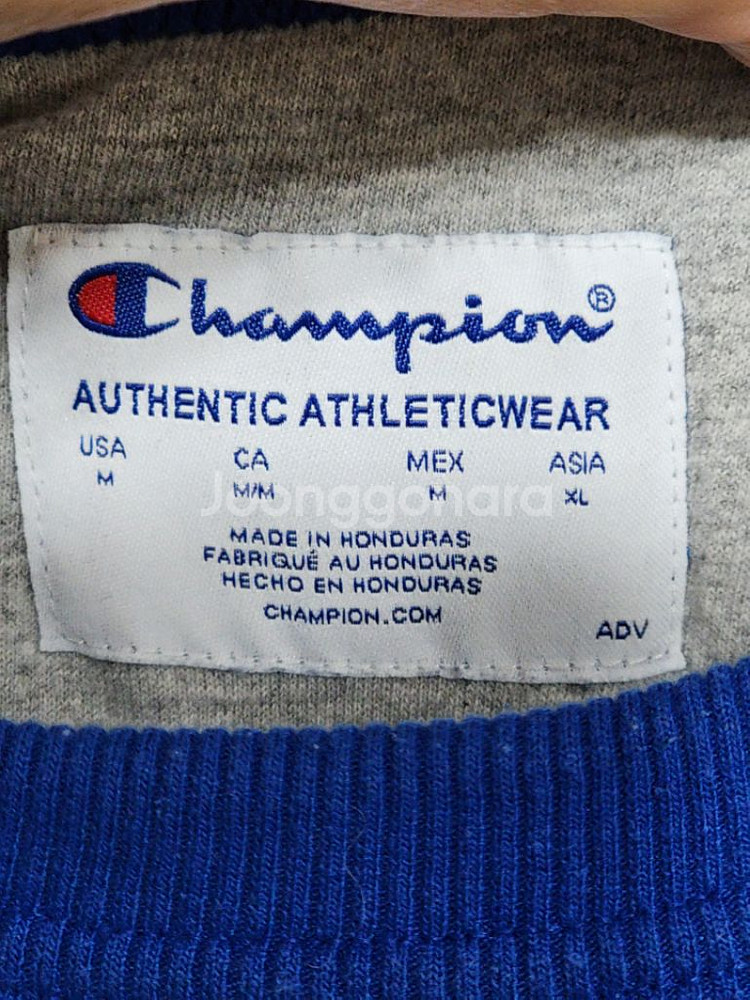 Champion®
AUTHENTIC ATHLETICWEAR
USA CA MEX ASIA
M M/M M XL
Joonggonara
MADE IN HONDURAS
FABRIQUÉ AU HONDURAS
HECHO EN HONDURAS
CHAMPION.COM
ADV